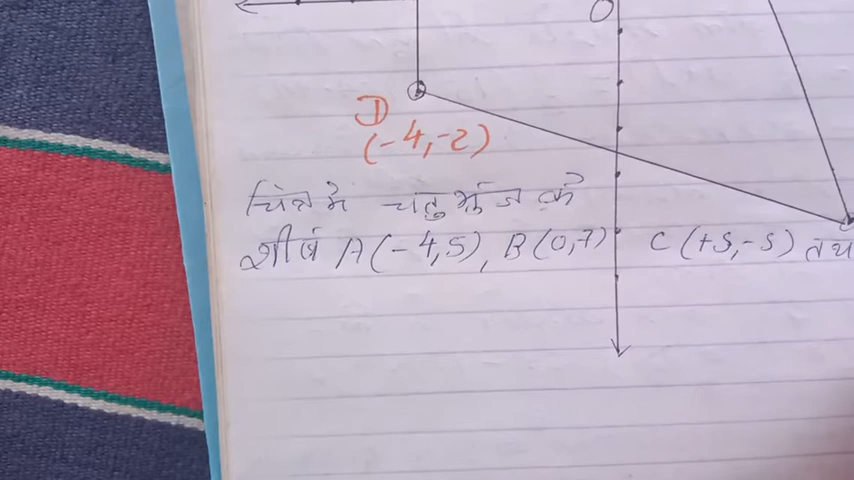 O
D
(-4,-2)
चित्र में चतुर्भुज के
शीर्ष A(-4,5), B(0,7) C(+5,-5) तथा